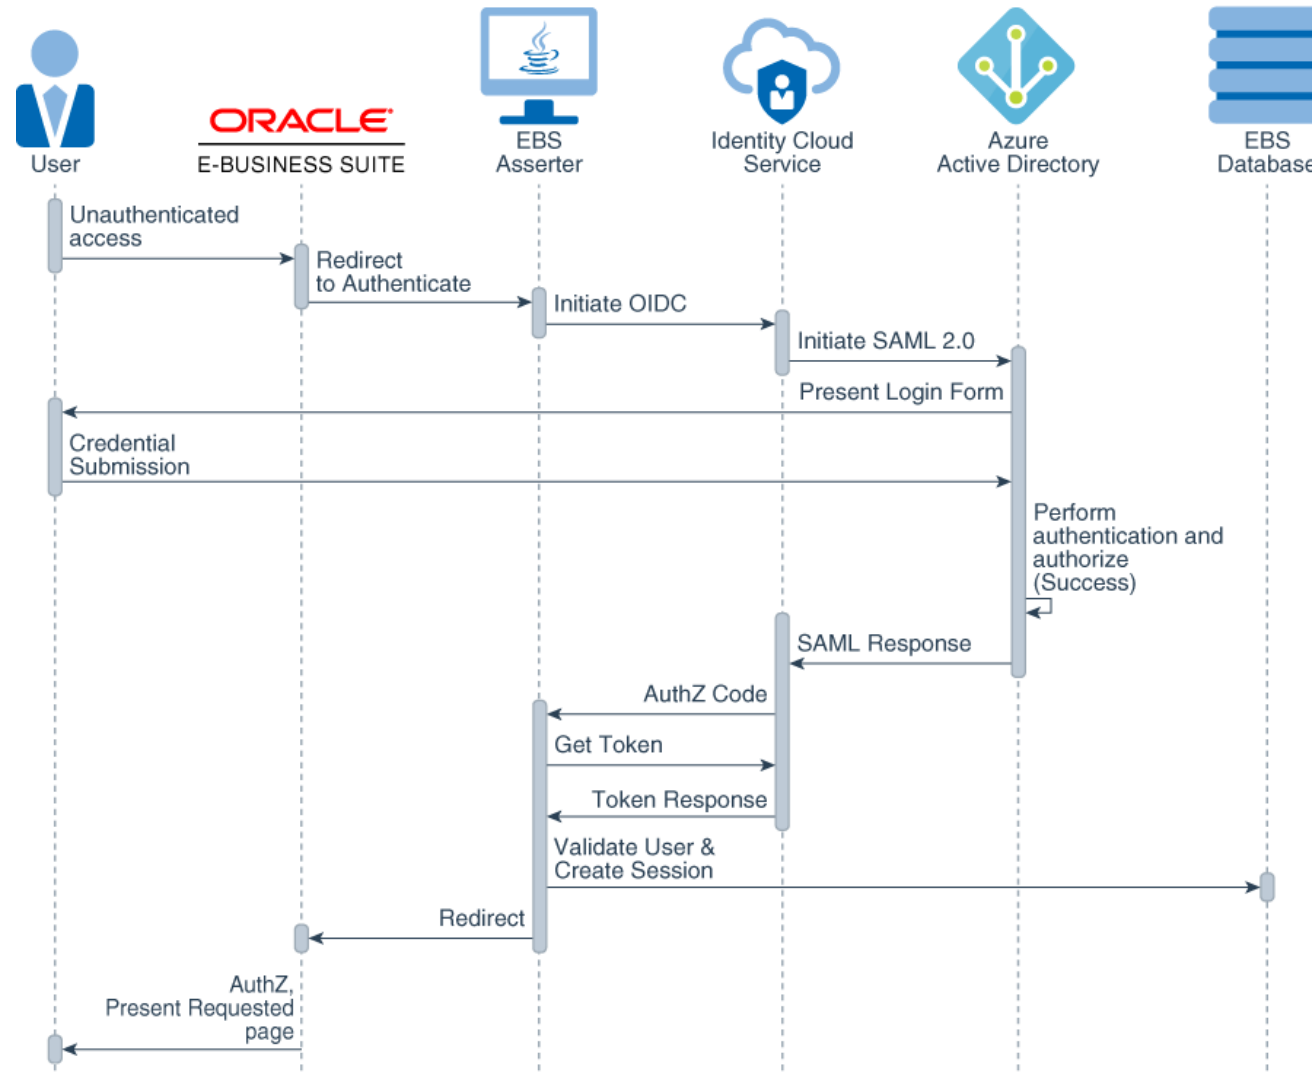 ORACLE
E-BUSINESS SUITE
User
EBS
Asserter
Identity Cloud
Service
Azure
Active Directory
EBS
Database
Unauthenticated
access
Redirect
to Authenticate
Initiate OIDC
Initiate SAML 2.0
Present Login Form
Credential
Submission
Perform
authentication and
authorize
(Success)
SAML Response
AuthZ Code
Get Token
Token Response
Validate User &
Create Session
Redirect
AuthZ,
Present Requested
page